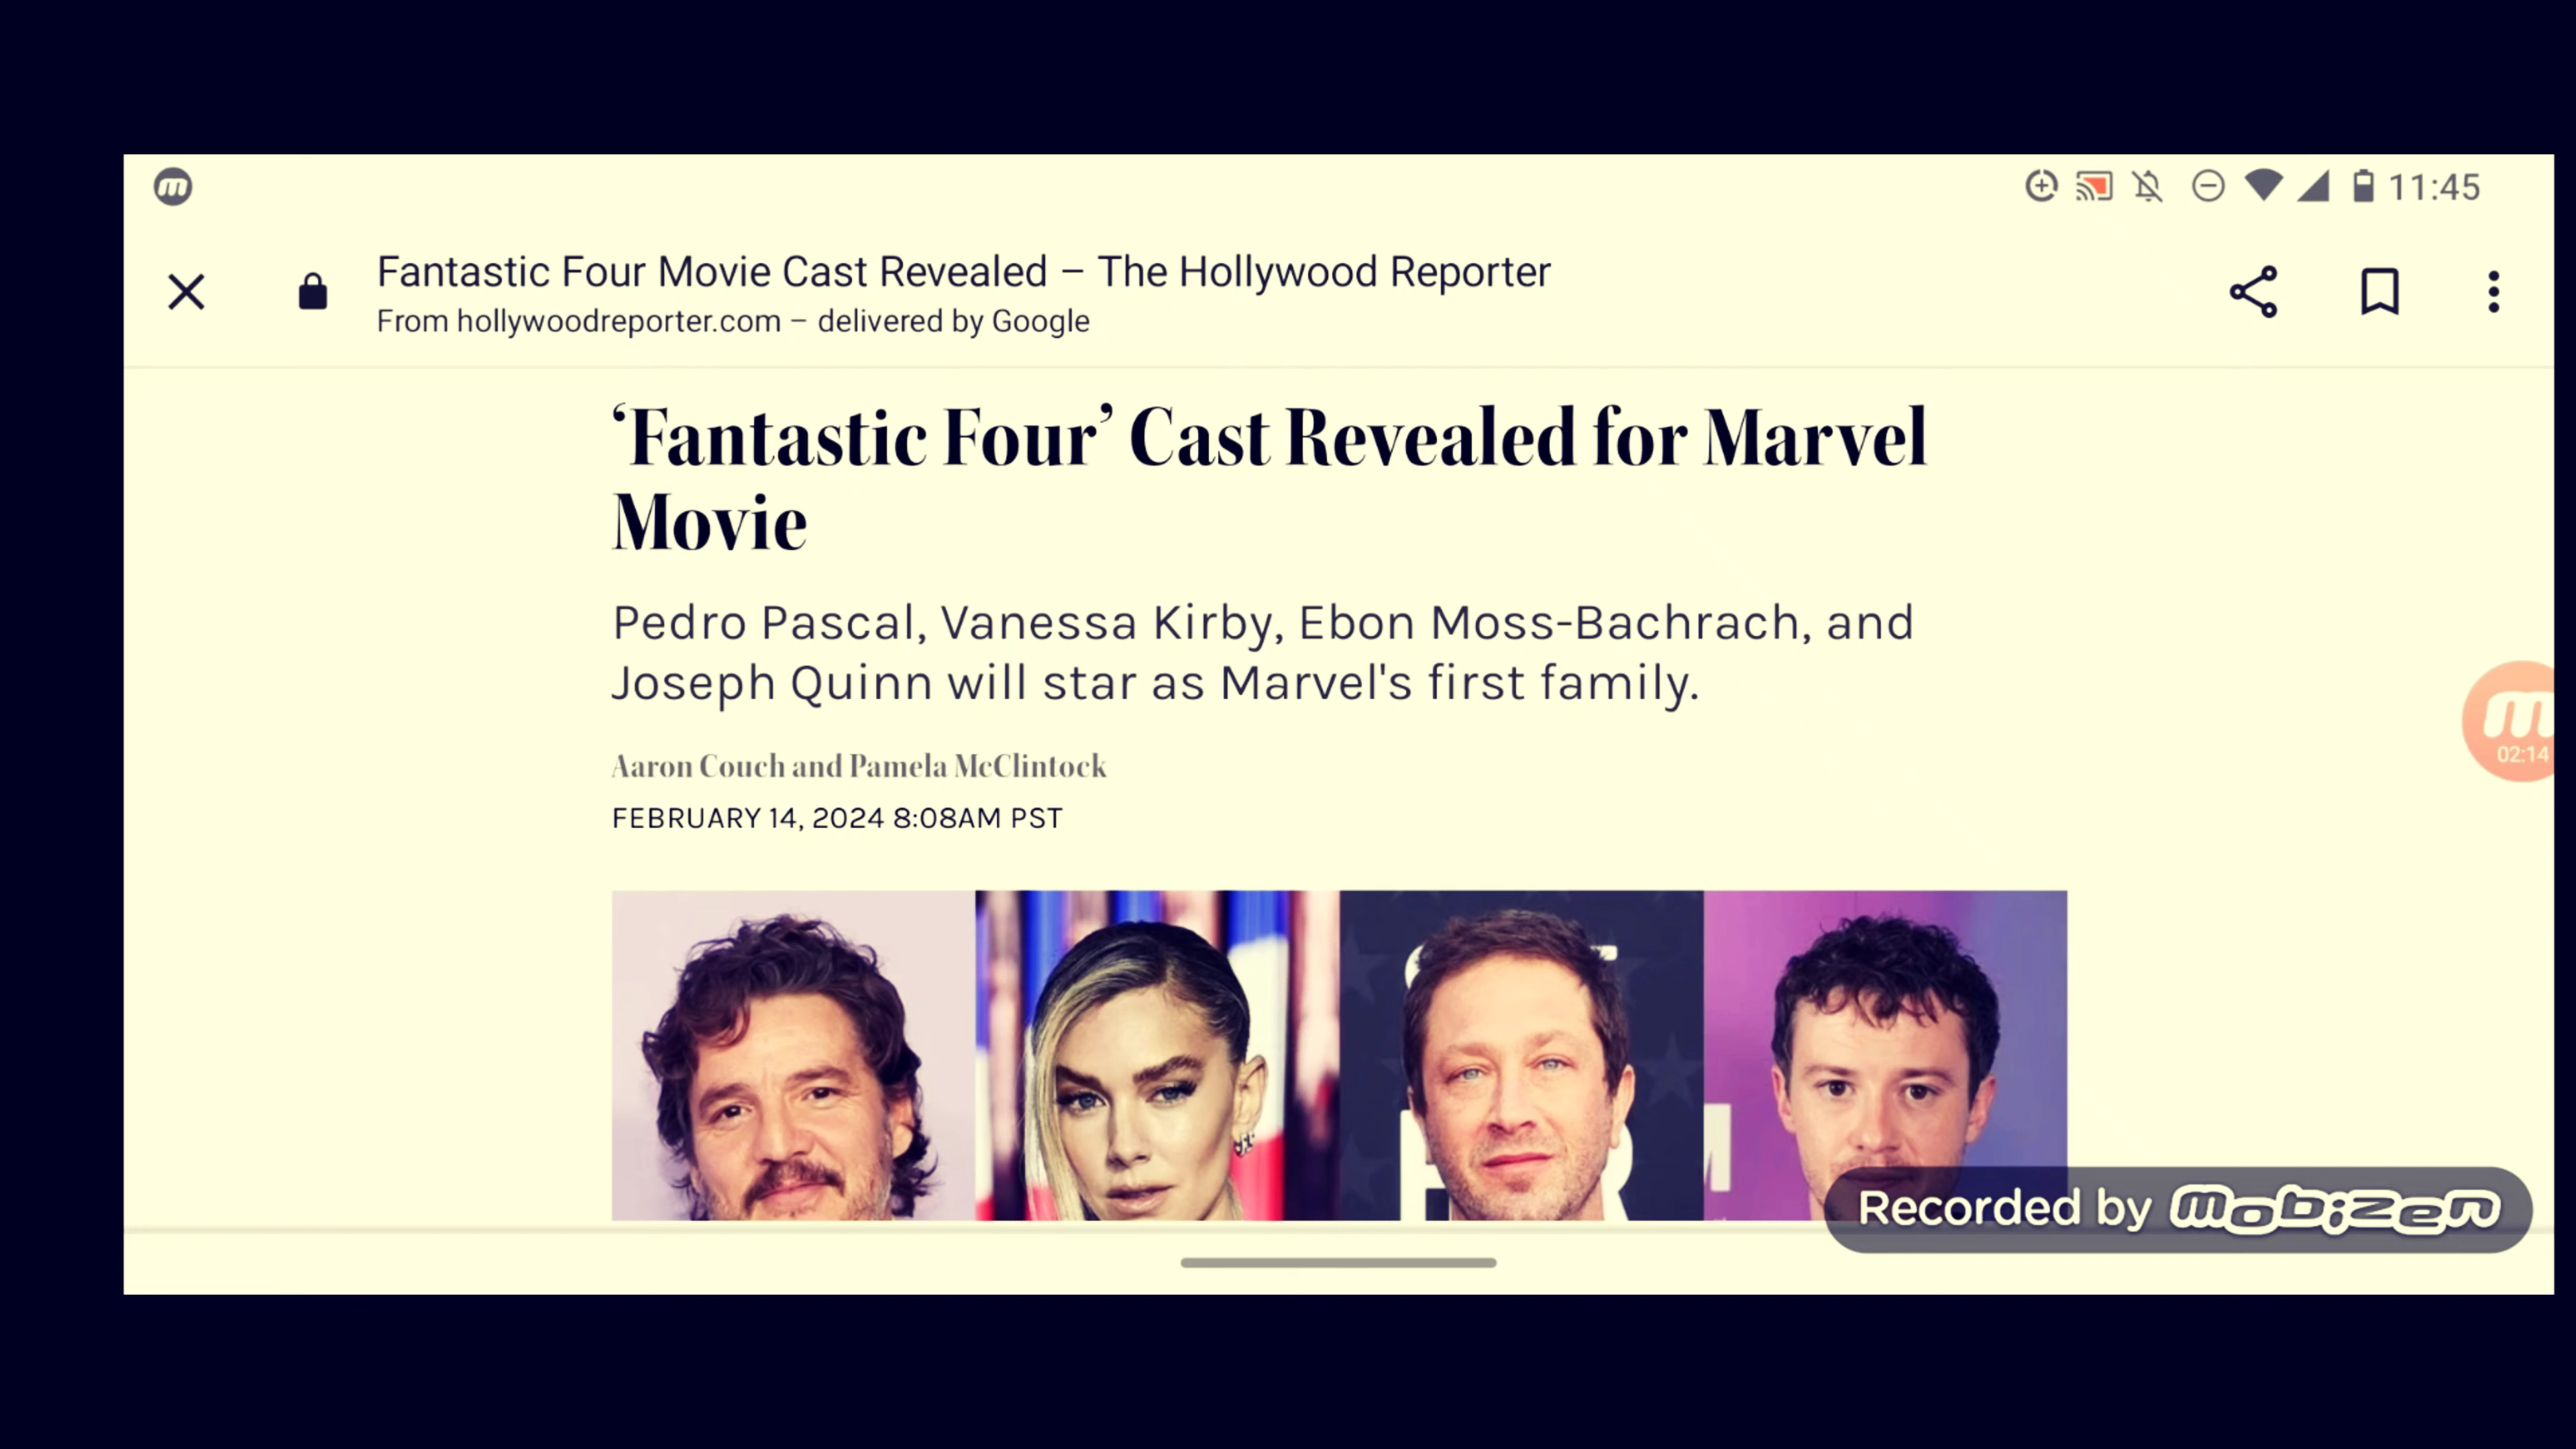 11:45
Fantastic Four Movie Cast Revealed – The Hollywood Reporter
From hollywoodreporter.com – delivered by Google
‘Fantastic Four’ Cast Revealed for Marvel
Movie
Pedro Pascal, Vanessa Kirby, Ebon Moss-Bachrach, and
Joseph Quinn will star as Marvel's first family.
Aaron Couch and Pamela McClintock
FEBRUARY 14, 2024 8:08AM PST
m
02:14
Recorded by mobizen